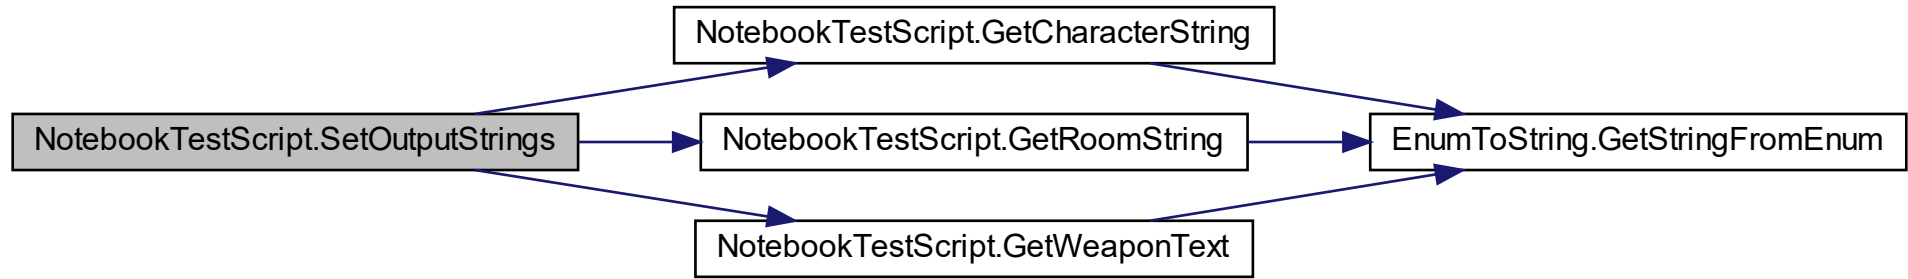 NotebookTestScript.GetCharacterString
NotebookTestScript.SetOutputStrings
NotebookTestScript.GetRoomString
EnumToString.GetStringFromEnum
NotebookTestScript.GetWeaponText